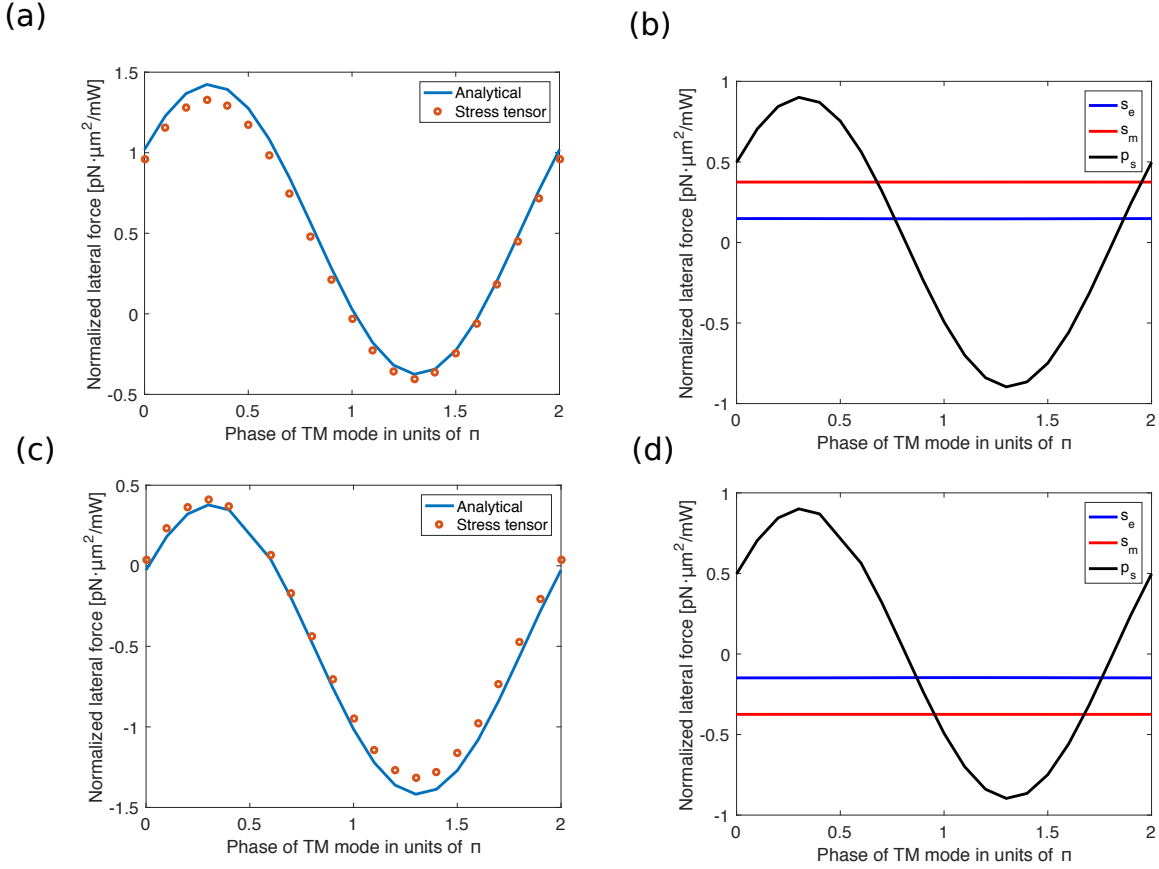 (a)
Normalized lateral force [pN·µm²/mW]
1.5
1
0.5
0
-0.5
0
0.5
1
1.5
2
Phase of TM mode in units of π
Analytical
Stress tensor
(b)
Normalized lateral force [pN·µm²/mW]
1
0.5
0
-0.5
-1
0
0.5
1
1.5
2
Phase of TM mode in units of π
s_e
s_m
p_s
(c)
Normalized lateral force [pN·µm²/mW]
0.5
0
-0.5
-1
-1.5
0
0.5
1
1.5
2
Phase of TM mode in units of π
Analytical
Stress tensor
(d)
Normalized lateral force [pN·µm²/mW]
1
0.5
0
-0.5
-1
0
0.5
1
1.5
2
Phase of TM mode in units of π
s_e
s_m
p_s